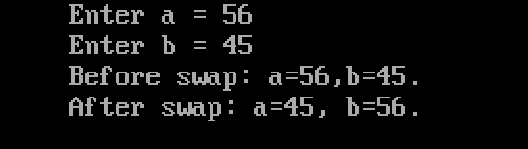 Enter a = 56
Enter b = 45
Before swap: a=56,b=45.
After swap: a=45, b=56.